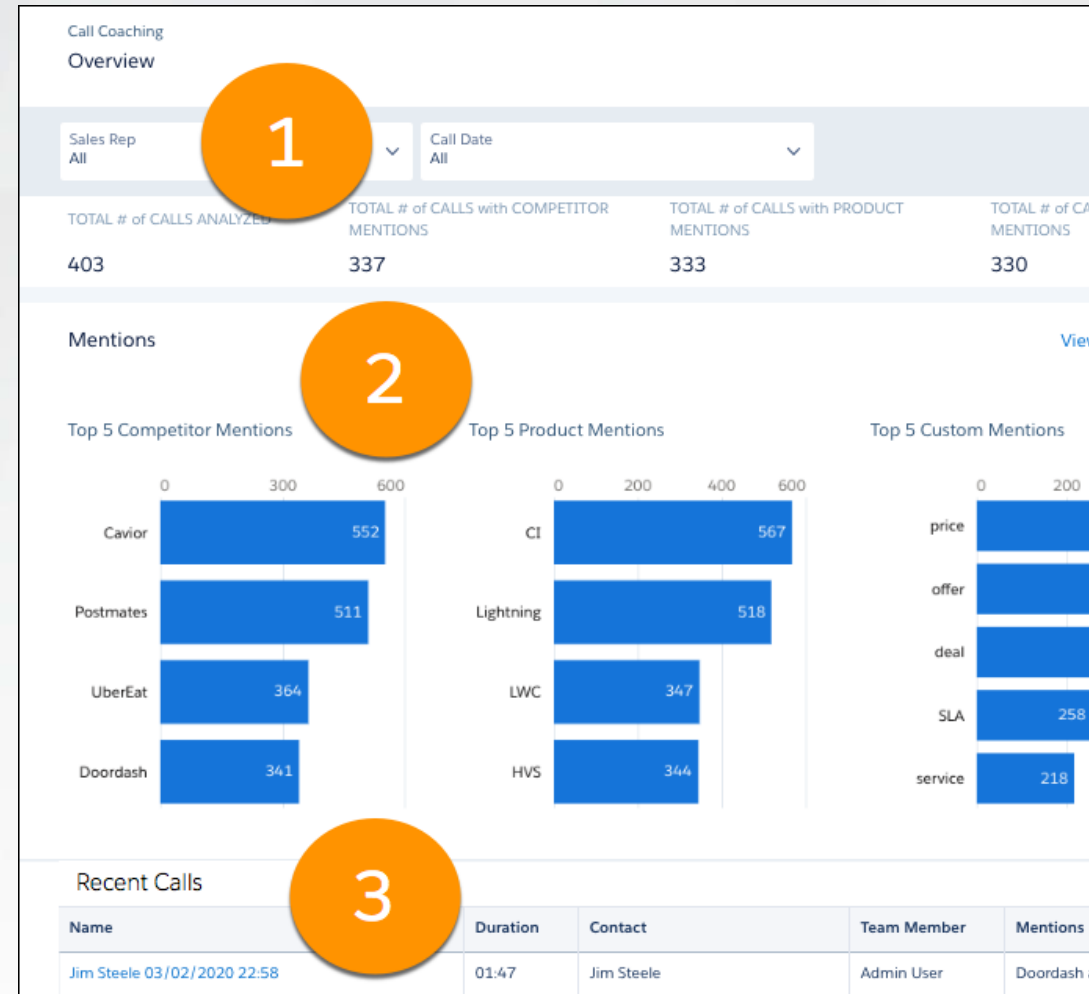 Call Coaching
Overview
1
Sales Rep
All
Call Date
All
TOTAL # of CALLS ANALYZED
403
TOTAL # of CALLS with COMPETITOR
MENTIONS
337
TOTAL # of CALLS with PRODUCT
MENTIONS
333
TOTAL # of
MENTIONS
330
Mentions
2
Top 5 Competitor Mentions
0 300 600
Cavior 552
Postmates 511
UberEat 364
Doordash 341
Top 5 Product Mentions
0 200 400 600
CI 567
Lightning 518
LWC 347
HVS 344
Top 5 Custom Mentions
0 200
price
offer
deal
SLA 258
service 218
Recent Calls
3
Name Duration Contact Team Member Mentions
Jim Steele 03/02/2020 22:58 01:47 Jim Steele Admin User Doordash